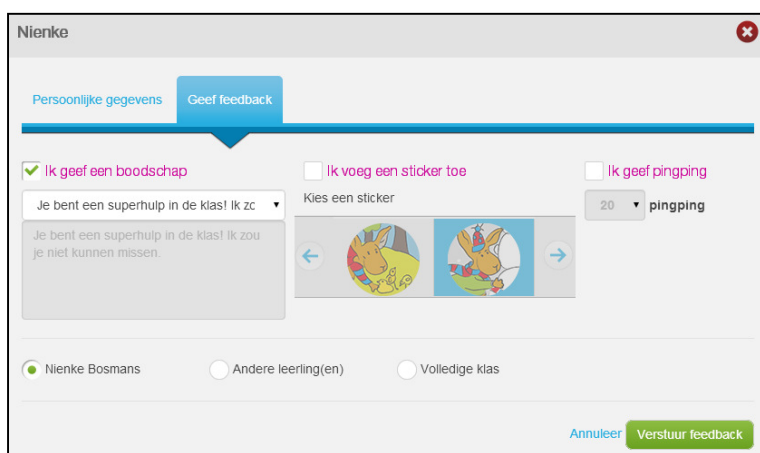 Nienke
Persoonlijke gegevens
Geef feedback
Ik geef een boodschap
Ik voeg een sticker toe
Ik geef pingping
Je bent een superhulp in de klas! Ik zo
Kies een sticker
20 pingping
Je bent een superhulp in de klas! Ik zou
je niet kunnen missen.
Nienke Bosmans
Andere leerling(en)
Volledige klas
Annuleer
Verstuur feedback